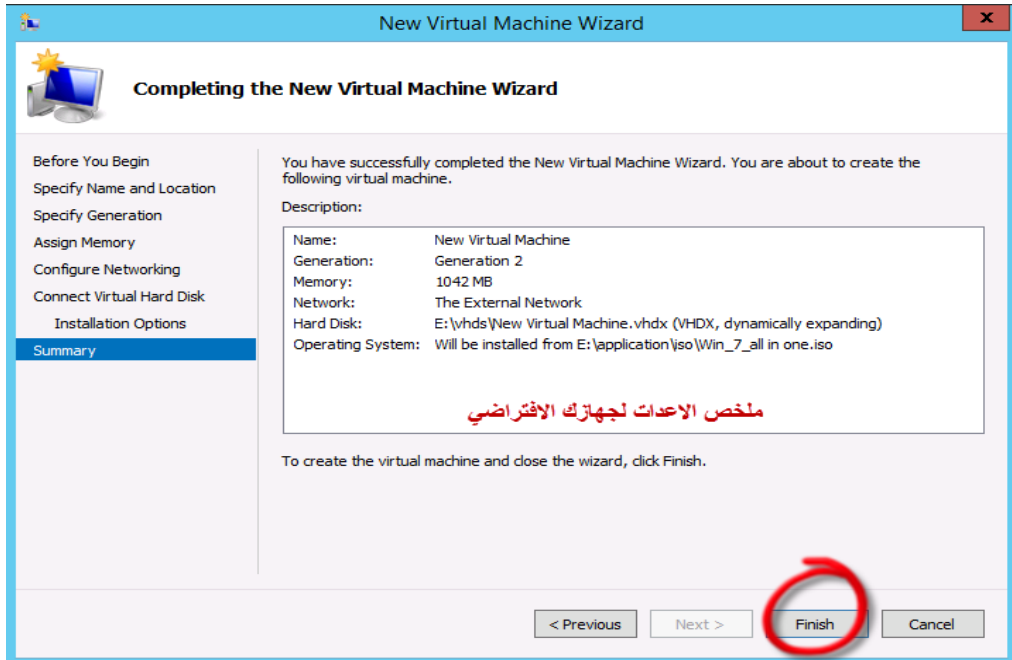 New Virtual Machine Wizard
x
Completing the New Virtual Machine Wizard
Before You Begin
Specify Name and Location
Specify Generation
Assign Memory
Configure Networking
Connect Virtual Hard Disk
Installation Options
Summary
You have successfully completed the New Virtual Machine Wizard. You are about to create the
following virtual machine.
Description:
Name: New Virtual Machine
Generation: Generation 2
Memory: 1042 MB
Network: The External Network
Hard Disk: E:\vhds\New Virtual Machine.vhdx (VHDX, dynamically expanding)
Operating System: Will be installed from E:\application\iso\Win_7_all in one.iso
ملخص الاعدات لجهازك الافتراضي
To create the virtual machine and close the wizard, click Finish.
< Previous
Next >
Finish
Cancel